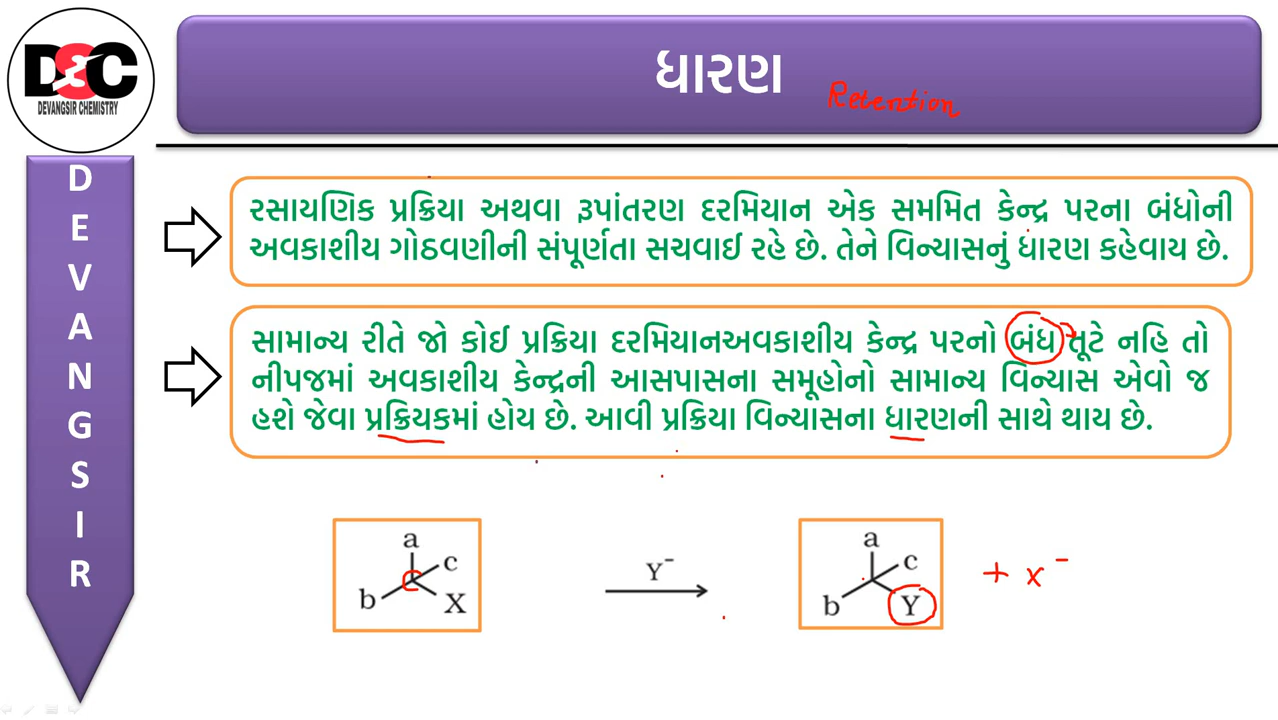 DSC
DEVANGSIR CHEMISTRY
ધારણ
Retention
D
E
V
A
N
G
S
I
R
રસાયણિક પ્રક્રિયા અથવા રૂપાંતરણ દરમિયાન એક સમમિત કેન્દ્ર પરના બંધોની
અવકાશીય ગોઠવણીની સંપૂર્ણતા સચવાઈ રહે છે. તેને વિન્યાસનું ધારણ કહેવાય છે.
સામાન્ય રીતે જો કોઈ પ્રક્રિયા દરમિયાનઅવકાશીય કેન્દ્ર પરનો બંધ તૂટે નહિ તો
નીપજમાં અવકાશીય કેન્દ્રની આસપાસના સમૂહોનો સામાન્ય વિન્યાસ એવો જ
હશે જેવા પ્રક્રિયકમાં હોય છે. આવી પ્રક્રિયા વિન્યાસના ધારણની સાથે થાય છે.
a
c
b
X
Y⁻
a
c
b
Y
+ x⁻